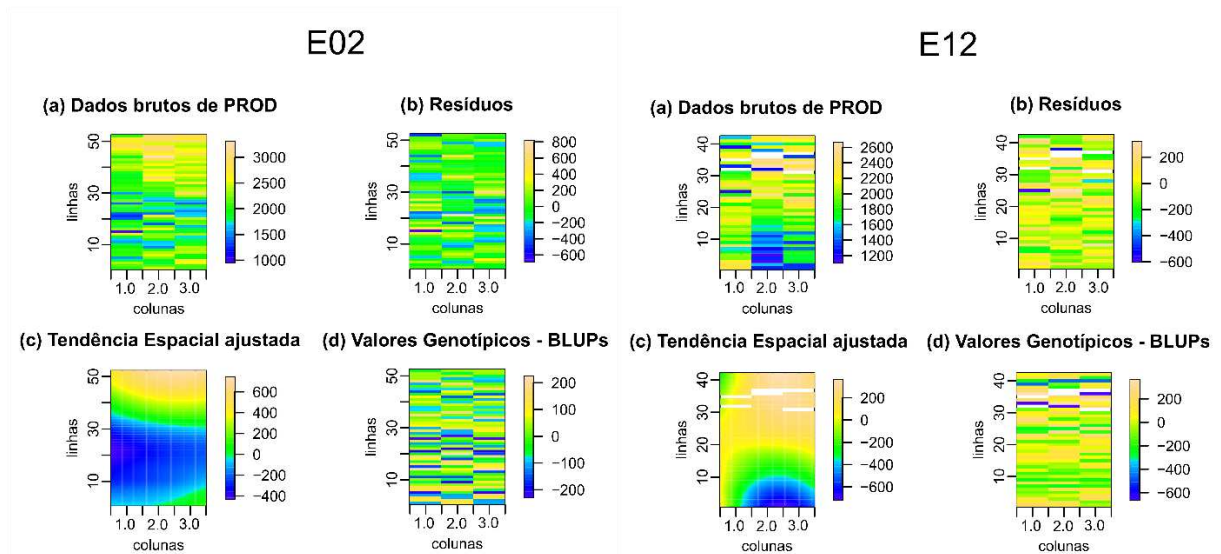 E02
(a) Dados brutos de PROD
linhas
50
30
10
1.0 2.0 3.0
colunas
3000
2500
2000
1500
1000
(b) Resíduos
linhas
50
30
10
1.0 2.0 3.0
colunas
800
600
400
200
0
−200
−400
−600
(c) Tendência Espacial ajustada
linhas
50
30
10
1.0 2.0 3.0
colunas
600
400
200
0
−200
−400
(d) Valores Genotípicos - BLUPs
linhas
50
30
10
1.0 2.0 3.0
colunas
200
100
0
−100
−200
E12
(a) Dados brutos de PROD
linhas
40
30
20
10
1.0 2.0 3.0
colunas
2600
2400
2200
2000
1800
1600
1400
1200
(b) Resíduos
linhas
40
30
20
10
1.0 2.0 3.0
colunas
200
0
−200
−400
−600
(c) Tendência Espacial ajustada
linhas
40
30
20
10
1.0 2.0 3.0
colunas
200
0
−200
−400
−600
(d) Valores Genotípicos - BLUPs
linhas
40
30
20
10
1.0 2.0 3.0
colunas
200
0
−200
−400
−600